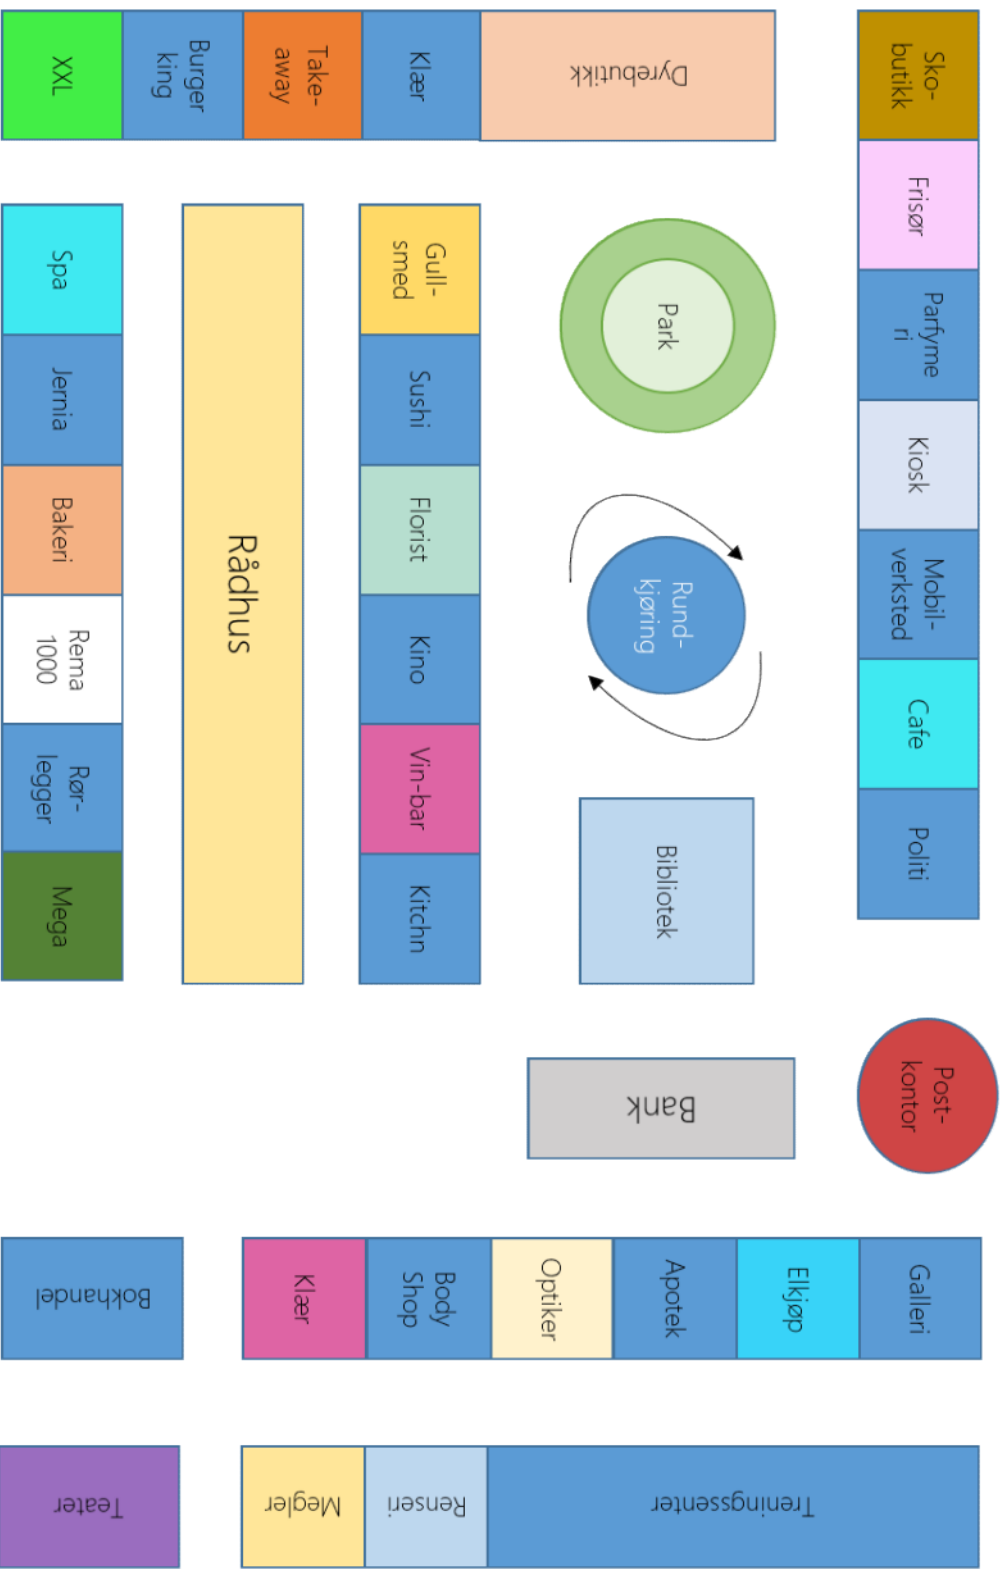 XXL
Burger
king
Take-
away
Klær
Dyrebutikk
Sko-
butikk
Frisør
Parfyme
ri
Kiosk
Mobil-
verksted
Cafe
Politi
Spa
Jernia
Bakeri
Rema
1000
Rør-
legger
Mega
Rådhus
Gull-
smed
Sushi
Florist
Kino
Vin-bar
Kitchn
Park
Rund-
kjøring
Bibliotek
Bank
Post-
kontor
Bokhandel
Klær
Body
Shop
Optiker
Apotek
Elkjøp
Galleri
Teater
Megler
Renseri
Treningssenter